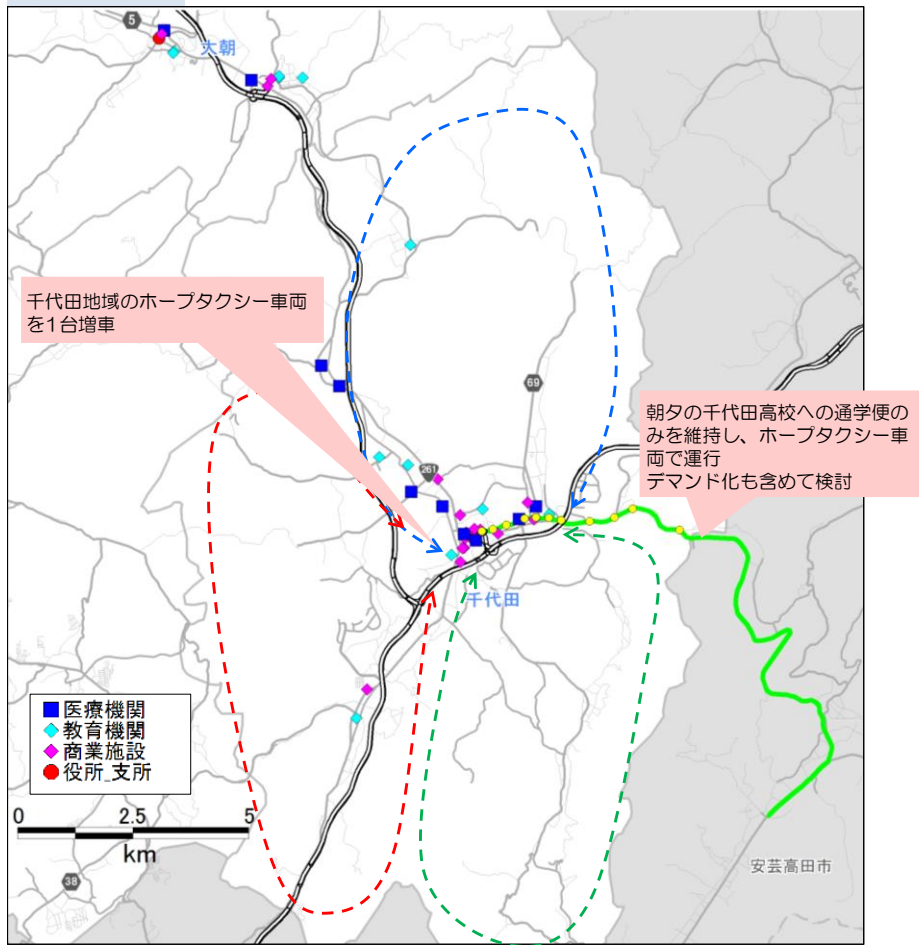 5
大朝
千代田地域のホープタクシー車両
を1台増車
69
朝夕の千代田高校への通学便の
みを維持し、ホープタクシー車
両で運行
デマンド化も含めて検討
261
千代田
医療機関
教育機関
商業施設
役所_支所
0 2.5 5
km
38
安芸高田市